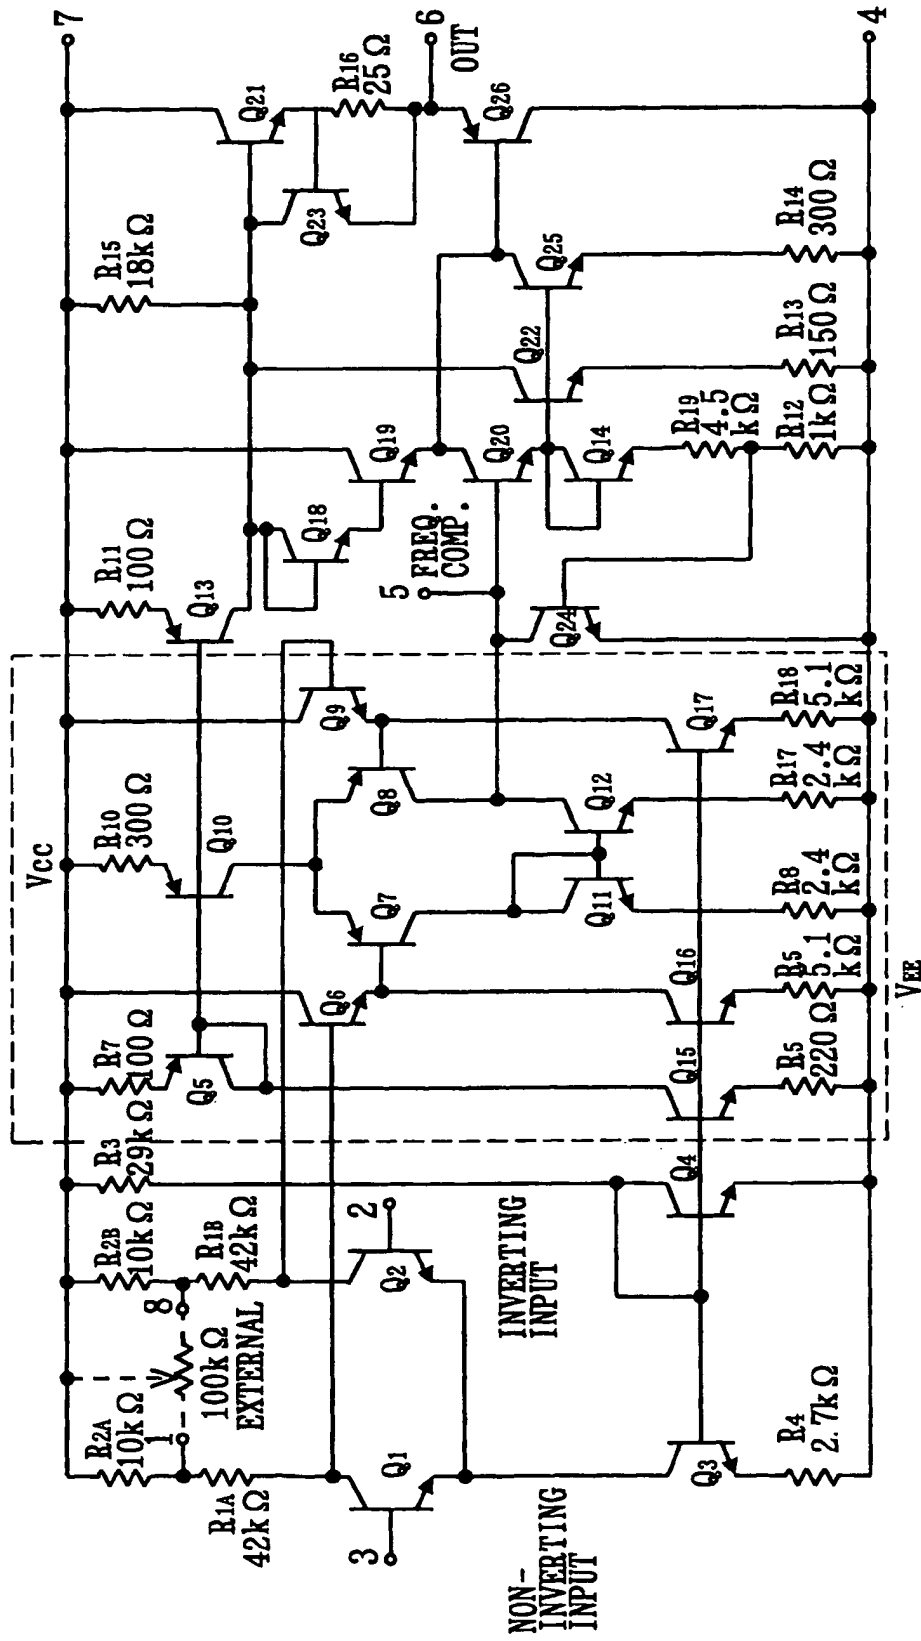 7
6
OUT
4
Vcc
VEE
R2A
10kΩ
1
R1A
42kΩ
100kΩ
EXTERNAL
8
R2B
10kΩ
R1B
42kΩ
R3
29kΩ
R7
100Ω
R10
300Ω
R11
100Ω
R15
18kΩ
R16
25Ω
Q1
Q2
Q3
Q4
Q5
Q6
Q7
Q8
Q9
Q10
Q11
Q12
Q13
Q14
Q15
Q16
Q17
Q18
Q19
Q20
Q21
Q22
Q23
Q24
Q25
Q26
3
NON-
INVERTING
INPUT
2
INVERTING
INPUT
5
FREQ.
COMP.
R4
2.7kΩ
R5
220Ω
R5
5.1
kΩ
R8
2.4
kΩ
R17
2.4
kΩ
R18
5.1
kΩ
R19
4.5
kΩ
R12
1kΩ
R13
150Ω
R14
300Ω